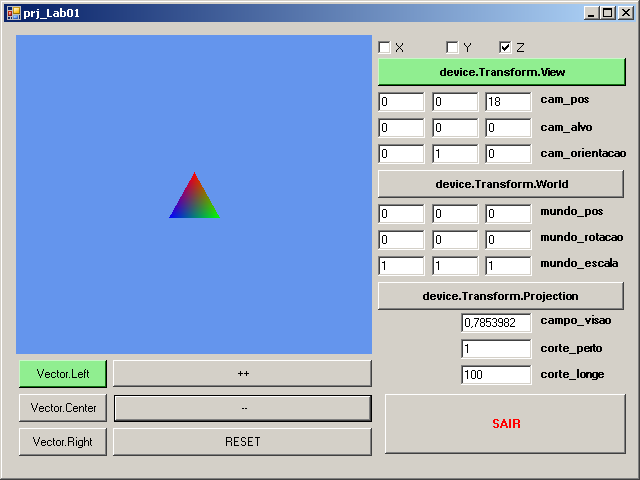 prj_Lab01
X Y Z
device.Transform.View
0 0 18 cam_pos
0 0 0 cam_alvo
0 1 0 cam_orientacao
device.Transform.World
0 0 0 mundo_pos
0 0 0 mundo_rotacao
1 1 1 mundo_escala
device.Transform.Projection
0,7853982 campo_visao
1 corte_perto
100 corte_longe
Vector.Left ++
Vector.Center --
Vector.Right RESET
SAIR